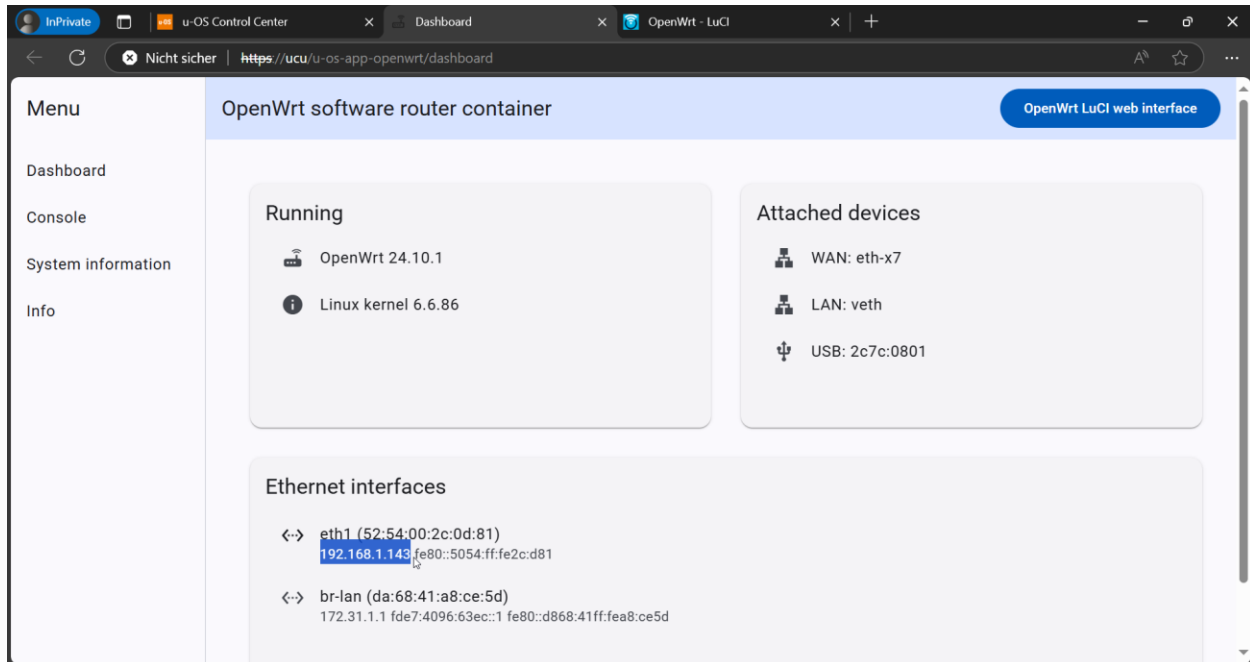 InPrivate
u-os
u-OS Control Center
Dashboard
OpenWrt - LuCI
Nicht sicher
https://ucu/u-os-app-openwrt/dashboard
Menu
Dashboard
Console
System information
Info
OpenWrt software router container
OpenWrt LuCI web interface
Running
OpenWrt 24.10.1
Linux kernel 6.6.86
Attached devices
WAN: eth-x7
LAN: veth
USB: 2c7c:0801
Ethernet interfaces
eth1 (52:54:00:2c:0d:81)
192.168.1.143 fe80::5054:ff:fe2c:d81
br-lan (da:68:41:a8:ce:5d)
172.31.1.1 fde7:4096:63ec::1 fe80::d868:41ff:fea8:ce5d